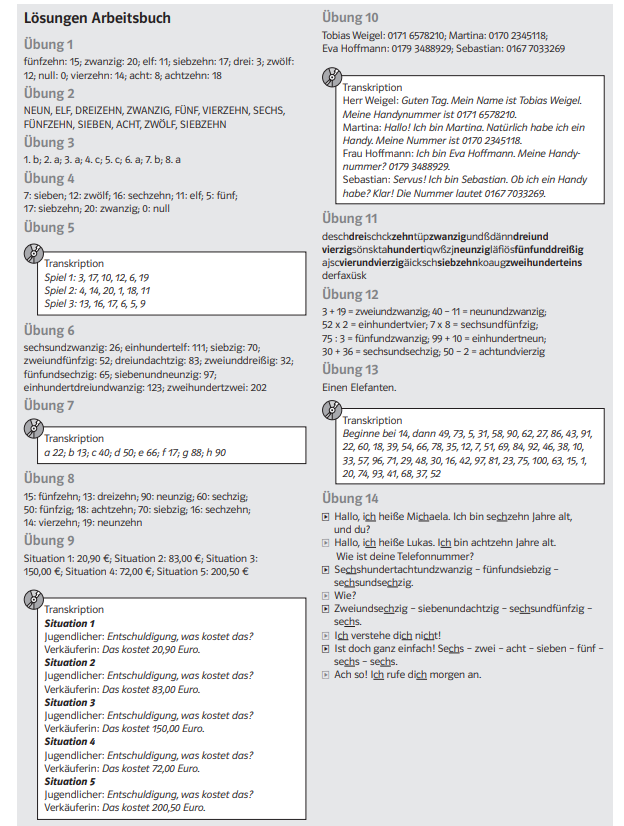 Lösungen Arbeitsbuch
Übung 1
fünfzehn: 15; zwanzig: 20; elf: 11; siebzehn: 17; drei: 3; zwölf:
12; null: 0; vierzehn: 14; acht: 8; achtzehn: 18
Übung 2
NEUN, ELF, DREIZEHN, ZWANZIG, FÜNF, VIERZEHN, SECHS,
FÜNFZEHN, SIEBEN, ACHT, ZWÖLF, SIEBZEHN
Übung 3
1. b; 2. a; 3. a; 4. c; 5. c; 6. a; 7. b; 8. a
Übung 4
7: sieben; 12: zwölf; 16: sechzehn; 11: elf; 5: fünf;
17: siebzehn; 20: zwanzig; 0: null
Übung 5
Transkription
Spiel 1: 3, 17, 10, 12, 6, 19
Spiel 2: 4, 14, 20, 1, 18, 11
Spiel 3: 13, 16, 17, 6, 5, 9
Übung 6
sechsundzwanzig: 26; einhundertelf: 111; siebzig: 70;
zweiundfünfzig: 52; dreiundachtzig: 83; zweiunddreißig: 32;
fünfundsechzig: 65; siebenundneunzig: 97;
einhundertdreiundwanzig: 123; zweihundertzwei: 202
Übung 7
Transkription
a 22; b 13; c 40; d 50; e 66; f 17; g 88; h 90
Übung 8
15: fünfzehn; 13: dreizehn; 90: neunzig; 60: sechzig;
50: fünfzig; 18: achtzehn; 70: siebzig; 16: sechzehn;
14: vierzehn; 19: neunzehn
Übung 9
Situation 1: 20,90 €; Situation 2: 83,00 €; Situation 3:
150,00 €; Situation 4: 72,00 €; Situation 5: 200,50 €
Transkription
Situation 1
Jugendlicher: Entschuldigung, was kostet das?
Verkäuferin: Das kostet 20,90 Euro.
Situation 2
Jugendlicher: Entschuldigung, was kostet das?
Verkäuferin: Das kostet 83,00 Euro.
Situation 3
Jugendlicher: Entschuldigung, was kostet das?
Verkäuferin: Das kostet 150,00 Euro.
Situation 4
Jugendlicher: Entschuldigung, was kostet das?
Verkäuferin: Das kostet 72,00 Euro.
Situation 5
Jugendlicher: Entschuldigung, was kostet das?
Verkäuferin: Das kostet 200,50 Euro.
Übung 10
Tobias Weigel: 0171 6578210; Martina: 0170 2345118;
Eva Hoffmann: 0179 3488929; Sebastian: 0167 7033269
Transkription
Herr Weigel: Guten Tag. Mein Name ist Tobias Weigel.
Meine Handynummer ist 0171 6578210.
Martina: Hallo! Ich bin Martina. Natürlich habe ich ein
Handy. Meine Nummer ist 0170 2345118.
Frau Hoffmann: Ich bin Eva Hoffmann. Meine Handy-
nummer? 0179 3488929.
Sebastian: Servus! Ich bin Sebastian. Ob ich ein Handy
habe? Klar! Die Nummer lautet 0167 7033269.
Übung 11
deschdreischckzehntüpzwanzigundßdänndreiund
vierzigsönsktahundertiqwßzjneunzigläflösfünfunddreißig
ajscvierundvierzigäickschsiebzehnkoaugzweihunderteins
derfaxüsk
Übung 12
3 + 19 = zweiundzwanzig; 40 – 11 = neunundzwanzig;
52 x 2 = einhundertvier; 7 x 8 = sechsundfünfzig;
75 : 3 = fünfundzwanzig; 99 + 10 = einhundertneun;
30 + 36 = sechsundsechzig; 50 – 2 = achtundvierzig
Übung 13
Einen Elefanten.
Transkription
Beginne bei 14, dann 49, 73, 5, 31, 58, 90, 62, 27, 86, 43, 91,
22, 60, 18, 39, 54, 66, 78, 35, 12, 7, 51, 69, 84, 92, 46, 38, 10,
33, 57, 96, 71, 29, 48, 30, 16, 42, 97, 81, 23, 75, 100, 63, 15, 1,
20, 74, 93, 41, 68, 37, 52
Übung 14
Hallo, ich heiße Michaela. Ich bin sechzehn Jahre alt,
und du?
Hallo, ich heiße Lukas. Ich bin achtzehn Jahre alt.
Wie ist deine Telefonnummer?
Sechshundertachtundzwanzig – fünfundsiebzig –
sechsundsechzig.
Wie?
Zweiundsechzig – siebenundachtzig – sechsundfünfzig –
sechs.
Ich verstehe dich nicht!
Ist doch ganz einfach! Sechs – zwei – acht – sieben – fünf –
sechs – sechs.
Ach so! Ich rufe dich morgen an.